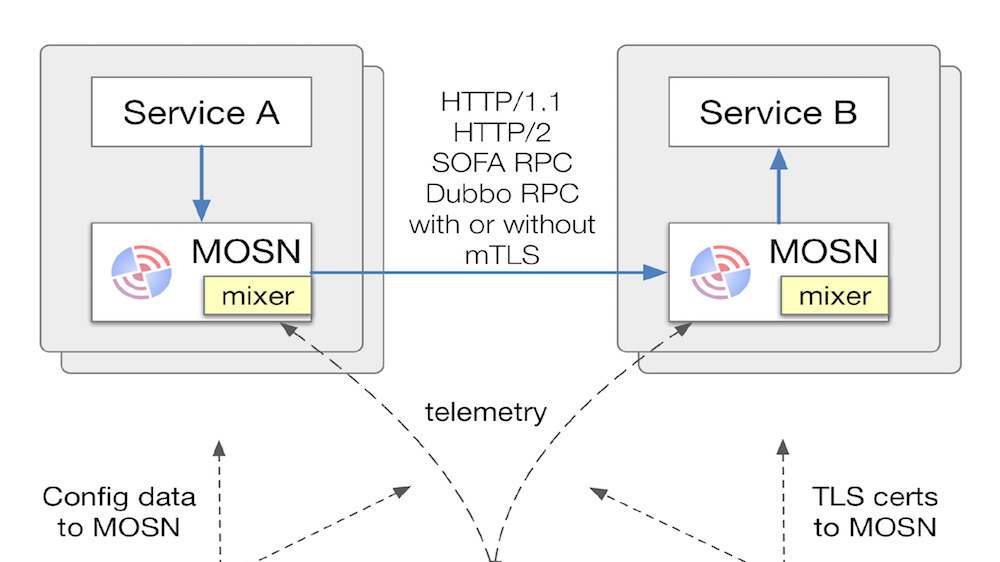 Service A
Service B
HTTP/1.1
HTTP/2
SOFA RPC
Dubbo RPC
with or without
mTLS
MOSN
mixer
MOSN
mixer
telemetry
Config data
to MOSN
TLS certs
to MOSN